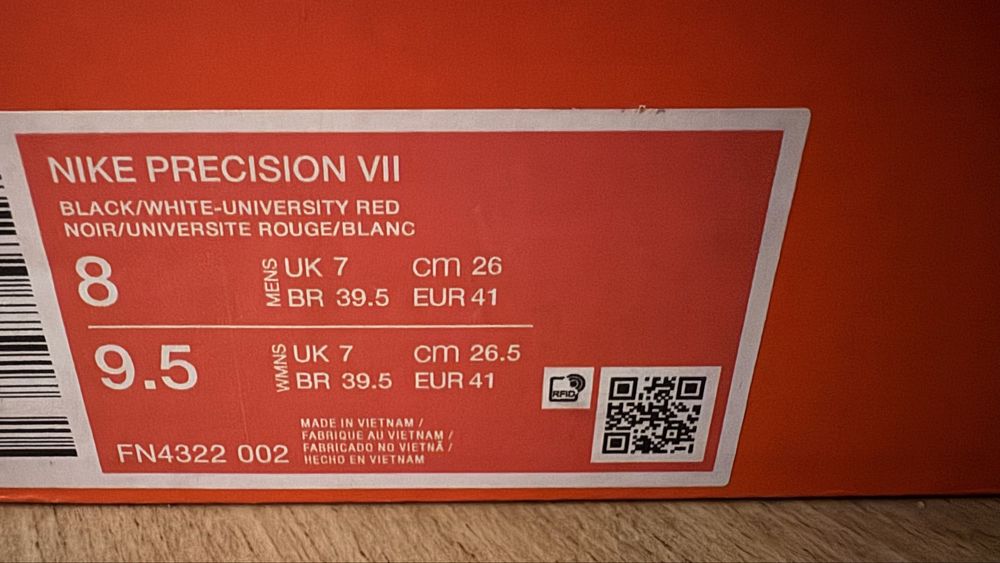 NIKE PRECISION VII
BLACK/WHITE-UNIVERSITY RED
NOIR/UNIVERSITE ROUGE/BLANC
8 MENS UK 7 cm 26
BR 39.5 EUR 41
9.5 WMNS UK 7 cm 26.5
BR 39.5 EUR 41
RFID
MADE IN VIETNAM /
FABRIQUE AU VIETNAM /
FABRICADO NO VIETNÃ /
HECHO EN VIETNAM
FN4322 002